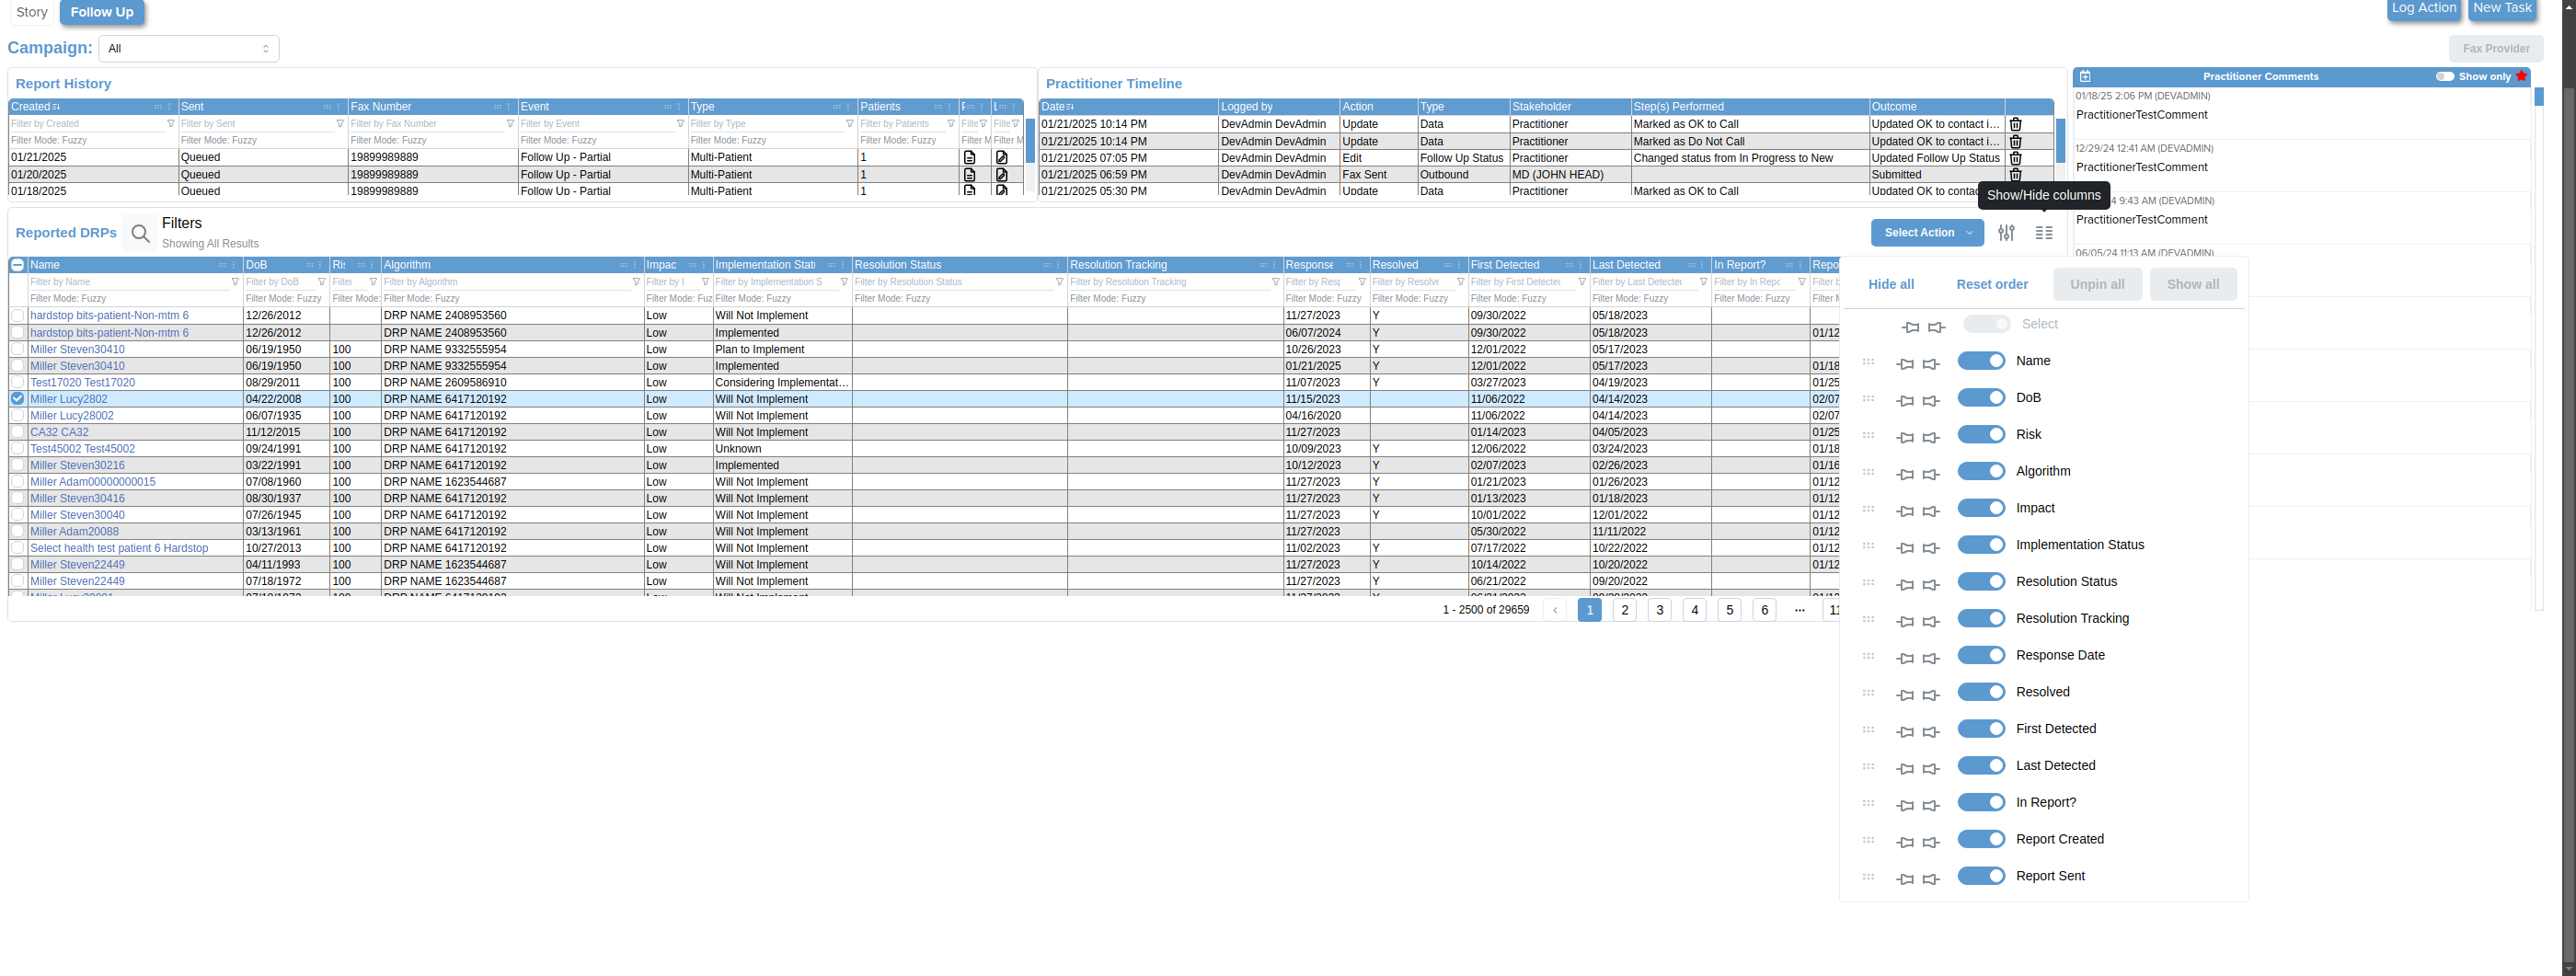 Story Follow Up Log Action New Task
Campaign: All Fax Provider
Report History
Created Sent Fax Number Event Type Patients
Filter by Created Filter by Sent Filter by Fax Number Filter by Event Filter by Type Filter by Patients Filte Filte
Filter Mode: Fuzzy Filter Mode: Fuzzy Filter Mode: Fuzzy Filter Mode: Fuzzy Filter Mode: Fuzzy Filter Mode: Fuzzy Filter M Filter M
01/21/2025 Queued 19899989889 Follow Up - Partial Multi-Patient 1
01/20/2025 Queued 19899989889 Follow Up - Partial Multi-Patient 1
01/18/2025 Queued 19899989889 Follow Up - Partial Multi-Patient 1
Practitioner Timeline
Date Logged by Action Type Stakeholder Step(s) Performed Outcome
01/21/2025 10:14 PM DevAdmin DevAdmin Update Data Practitioner Marked as OK to Call Updated OK to contact i...
01/21/2025 10:14 PM DevAdmin DevAdmin Update Data Practitioner Marked as Do Not Call Updated OK to contact i...
01/21/2025 07:05 PM DevAdmin DevAdmin Edit Follow Up Status Practitioner Changed status from In Progress to New Updated Follow Up Status
01/21/2025 06:59 PM DevAdmin DevAdmin Fax Sent Outbound MD (JOHN HEAD) Submitted
01/21/2025 05:30 PM DevAdmin DevAdmin Update Data Practitioner Marked as OK to Call Updated OK to contac
Show/Hide columns
Practitioner Comments Show only
01/18/25 2:06 PM (DEVADMIN)
PractitionerTestComment
12/29/24 12:41 AM (DEVADMIN)
PractitionerTestComment
4 9:43 AM (DEVADMIN)
PractitionerTestComment
06/05/24 11:13 AM (DEVADMIN)
Reported DRPs Filters
Showing All Results
Select Action
Name DoB Ris Algorithm Impac Implementation Stat Resolution Status Resolution Tracking Response Resolved First Detected Last Detected In Report? Repo
Filter by Name Filter by DoB Filter Filter by Algorithm Filter by I Filter by Implementation S Filter by Resolution Status Filter by Resolution Tracking Filter by Resp Filter by Resolve Filter by First Detected Filter by Last Detected Filter by In Repo Filter b
Filter Mode: Fuzzy Filter Mode: Fuzzy Filter Mode: Filter Mode: Fuzzy Filter Mode: Fuz Filter Mode: Fuzzy Filter Mode: Fuzzy Filter Mode: Fuzzy Filter Mode: Fuzzy Filter Mode: Fuzzy Filter Mode: Fuzzy Filter Mode: Fuzzy Filter Mode: Fuzzy Filter M
hardstop bits-patient-Non-mtm 6 12/26/2012 DRP NAME 2408953560 Low Will Not Implement 11/27/2023 Y 09/30/2022 05/18/2023
hardstop bits-patient-Non-mtm 6 12/26/2012 DRP NAME 2408953560 Low Implemented 06/07/2024 Y 09/30/2022 05/18/2023 01/12
Miller Steven30410 06/19/1950 100 DRP NAME 9332555954 Low Plan to Implement 10/26/2023 Y 12/01/2022 05/17/2023
Miller Steven30410 06/19/1950 100 DRP NAME 9332555954 Low Implemented 01/21/2025 Y 12/01/2022 05/17/2023 01/18
Test17020 Test17020 08/29/2011 100 DRP NAME 2609586910 Low Considering Implementat... 11/07/2023 Y 03/27/2023 04/19/2023 01/25
Miller Lucy2802 04/22/2008 100 DRP NAME 6417120192 Low Will Not Implement 11/15/2023 11/06/2022 04/14/2023 02/07
Miller Lucy28002 06/07/1935 100 DRP NAME 6417120192 Low Will Not Implement 04/16/2020 11/06/2022 04/14/2023 02/07
CA32 CA32 11/12/2015 100 DRP NAME 6417120192 Low Will Not Implement 11/27/2023 01/14/2023 04/05/2023 01/25
Test45002 Test45002 09/24/1991 100 DRP NAME 6417120192 Low Unknown 10/09/2023 Y 12/06/2022 03/24/2023 01/18
Miller Steven30216 03/22/1991 100 DRP NAME 6417120192 Low Implemented 10/12/2023 Y 02/07/2023 02/26/2023 01/16
Miller Adam00000000015 07/08/1960 100 DRP NAME 1623544687 Low Will Not Implement 11/27/2023 Y 01/21/2023 01/26/2023 01/12
Miller Steven30416 08/30/1937 100 DRP NAME 6417120192 Low Will Not Implement 11/27/2023 Y 01/13/2023 01/18/2023 01/12
Miller Steven30040 07/26/1945 100 DRP NAME 6417120192 Low Will Not Implement 11/27/2023 Y 10/01/2022 12/01/2022 01/12
Miller Adam20088 03/13/1961 100 DRP NAME 6417120192 Low Will Not Implement 11/27/2023 05/30/2022 11/11/2022 01/12
Select health test patient 6 Hardstop 10/27/2013 100 DRP NAME 6417120192 Low Will Not Implement 11/02/2023 Y 07/17/2022 10/22/2022 01/12
Miller Steven22449 04/11/1993 100 DRP NAME 1623544687 Low Will Not Implement 11/27/2023 Y 10/14/2022 10/20/2022 01/12
Miller Steven22449 07/18/1972 100 DRP NAME 1623544687 Low Will Not Implement 11/27/2023 Y 06/21/2022 09/20/2022
1 - 2500 of 29659 ‹ 1 2 3 4 5 6 ... 11
Hide all Reset order Unpin all Show all
Select
Name
DoB
Risk
Algorithm
Impact
Implementation Status
Resolution Status
Resolution Tracking
Response Date
Resolved
First Detected
Last Detected
In Report?
Report Created
Report Sent